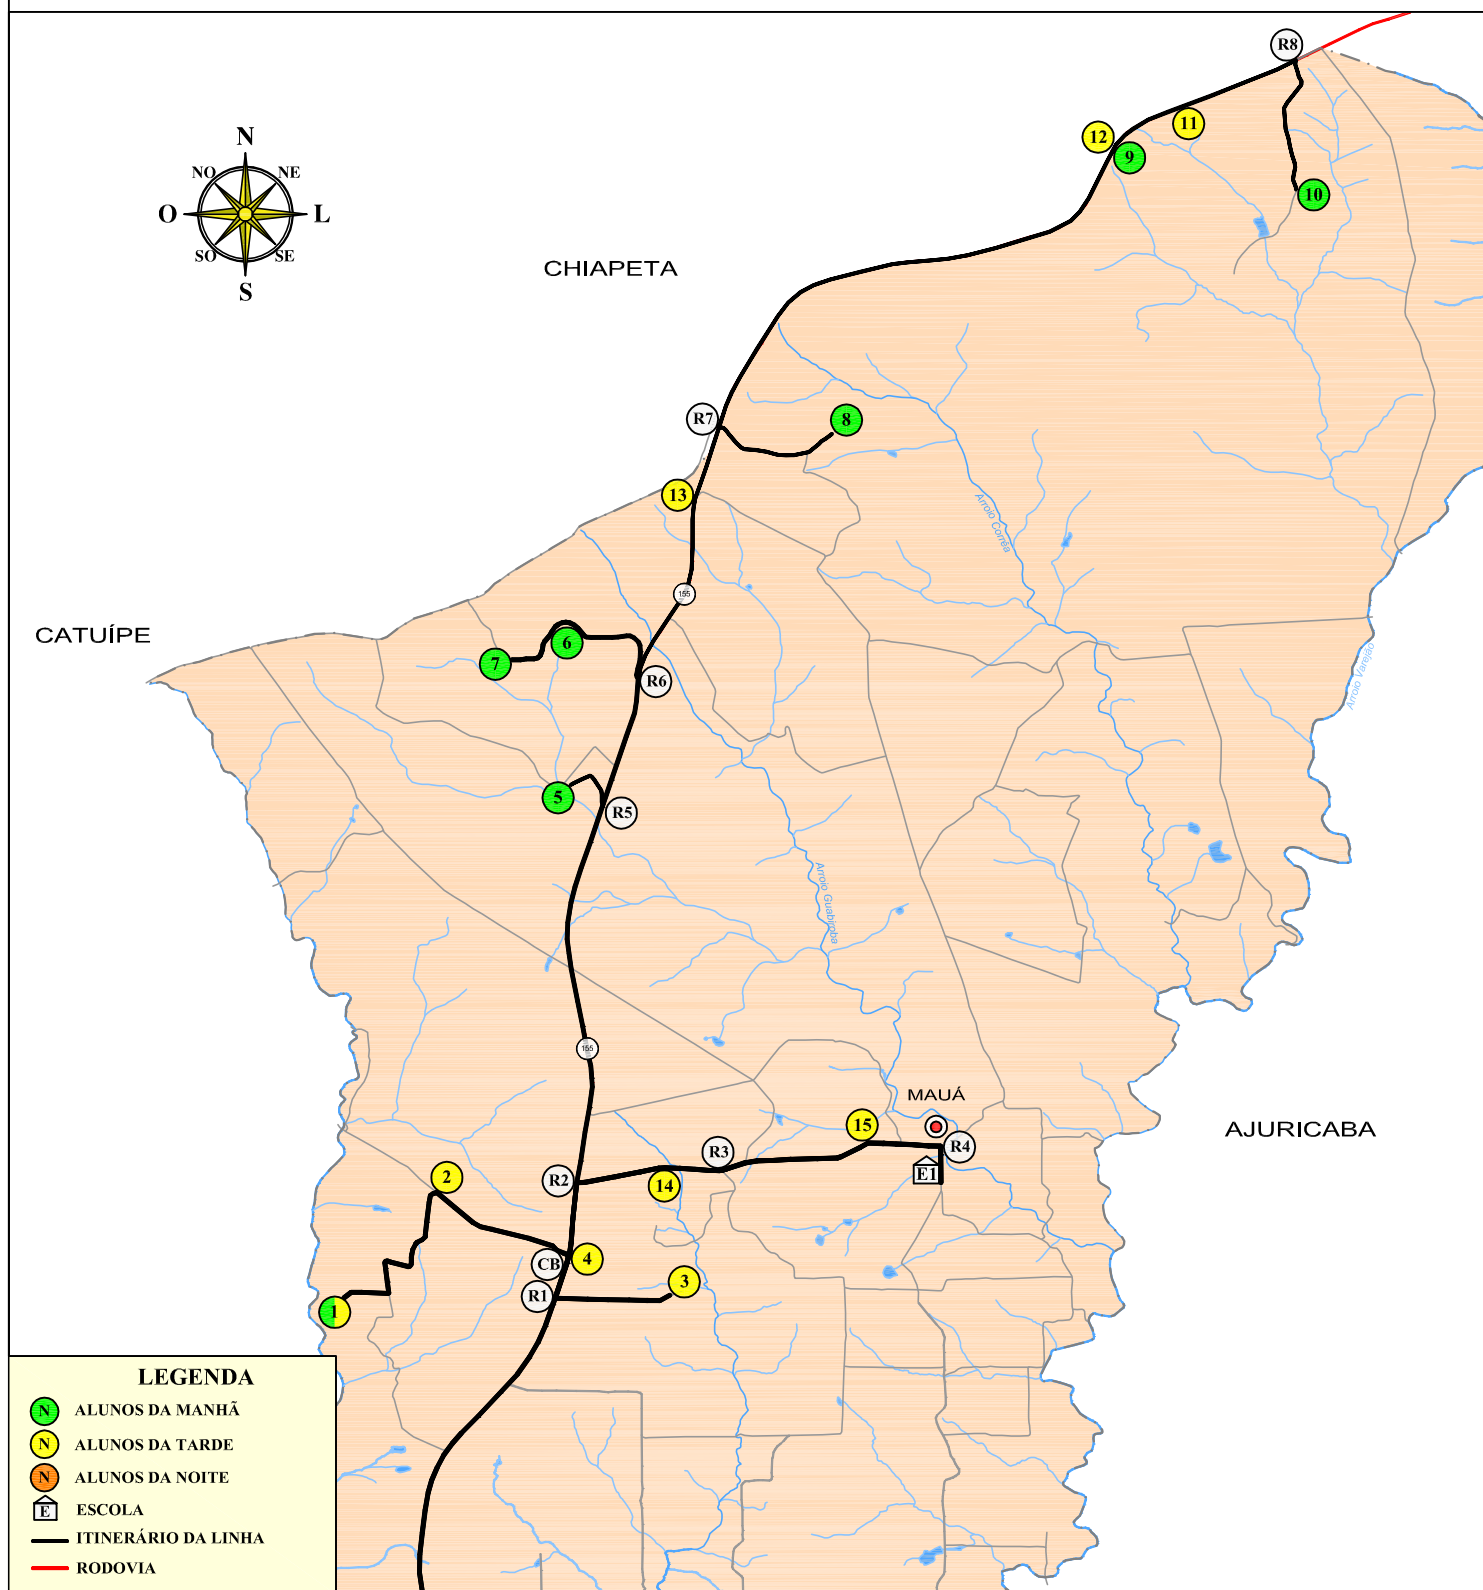 R8
11
12
9
10
N
NO
NE
O
L
SO
SE
S
CHIAPETA
R7
8
13
Arroio Corrêa
155
CATUÍPE
6
7
R6
Arroio Varejão
5
R5
Arroio Guabimba
155
MAUÁ
15
AJURICABA
R4
R3
E1
2
R2
14
4
CB
3
R1
1
LEGENDA
N ALUNOS DA MANHÃ
N ALUNOS DA TARDE
N ALUNOS DA NOITE
E ESCOLA
ITINERÁRIO DA LINHA
RODOVIA